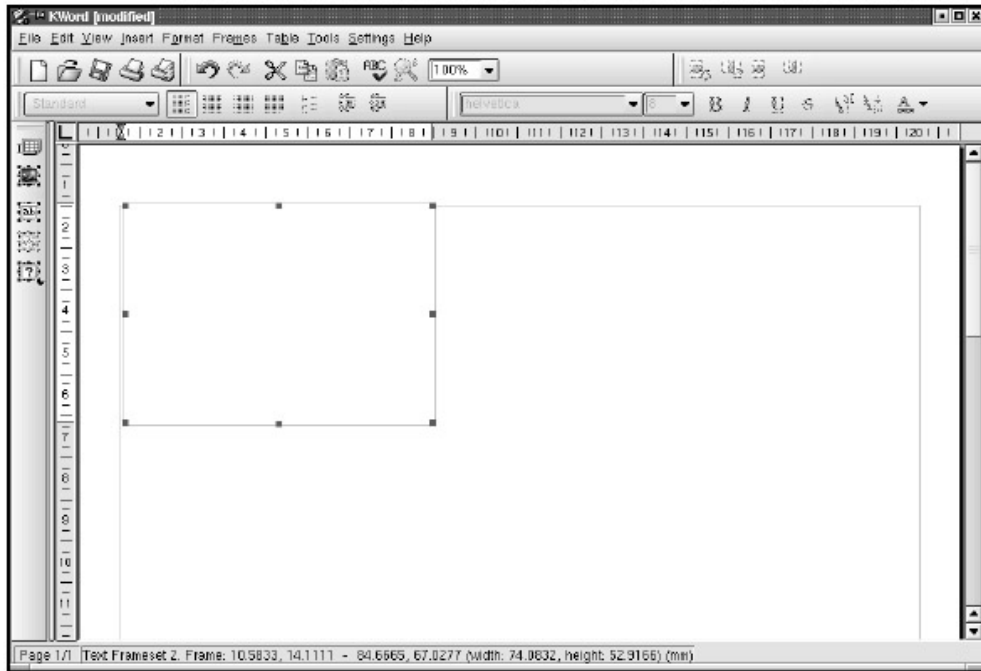 KWord [modified]
File Edit View Insert Format Frames Table Tools Settings Help
ABC 100%
Standard helvetica 8 B I U S A
1 2 3 4 5 6 7 8 9 10 11 12 13 14 15 16 17 18 19 20
ab
?
1
2
3
4
5
6
7
8
9
10
11
Page 1/1 Text Frameset 2. Frame: 10.5833, 14.1111 - 84.6665, 67.0277 (width: 74.0832, height: 52.9166) (mm)